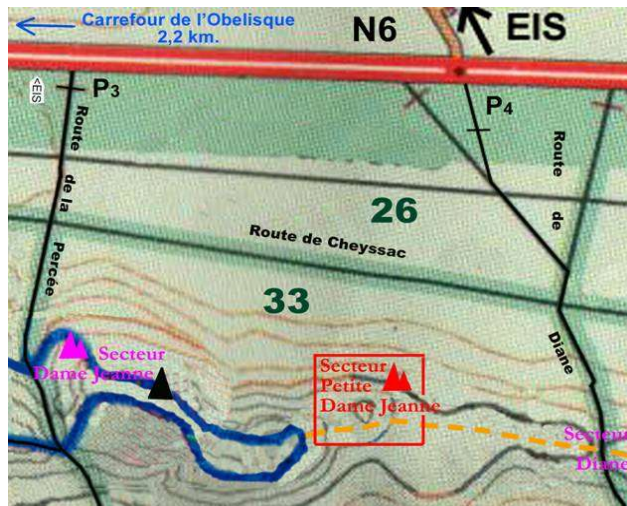 Carrefour de l'Obelisque
2,2 km.
N6
EIS
<EIS
P3
P4
Route de la Percée
Route de Diane
26
Route de Cheyssac
33
Secteur
Dame Jeanne
Secteur
Petite
Dame Jeanne
Secteur
Diane